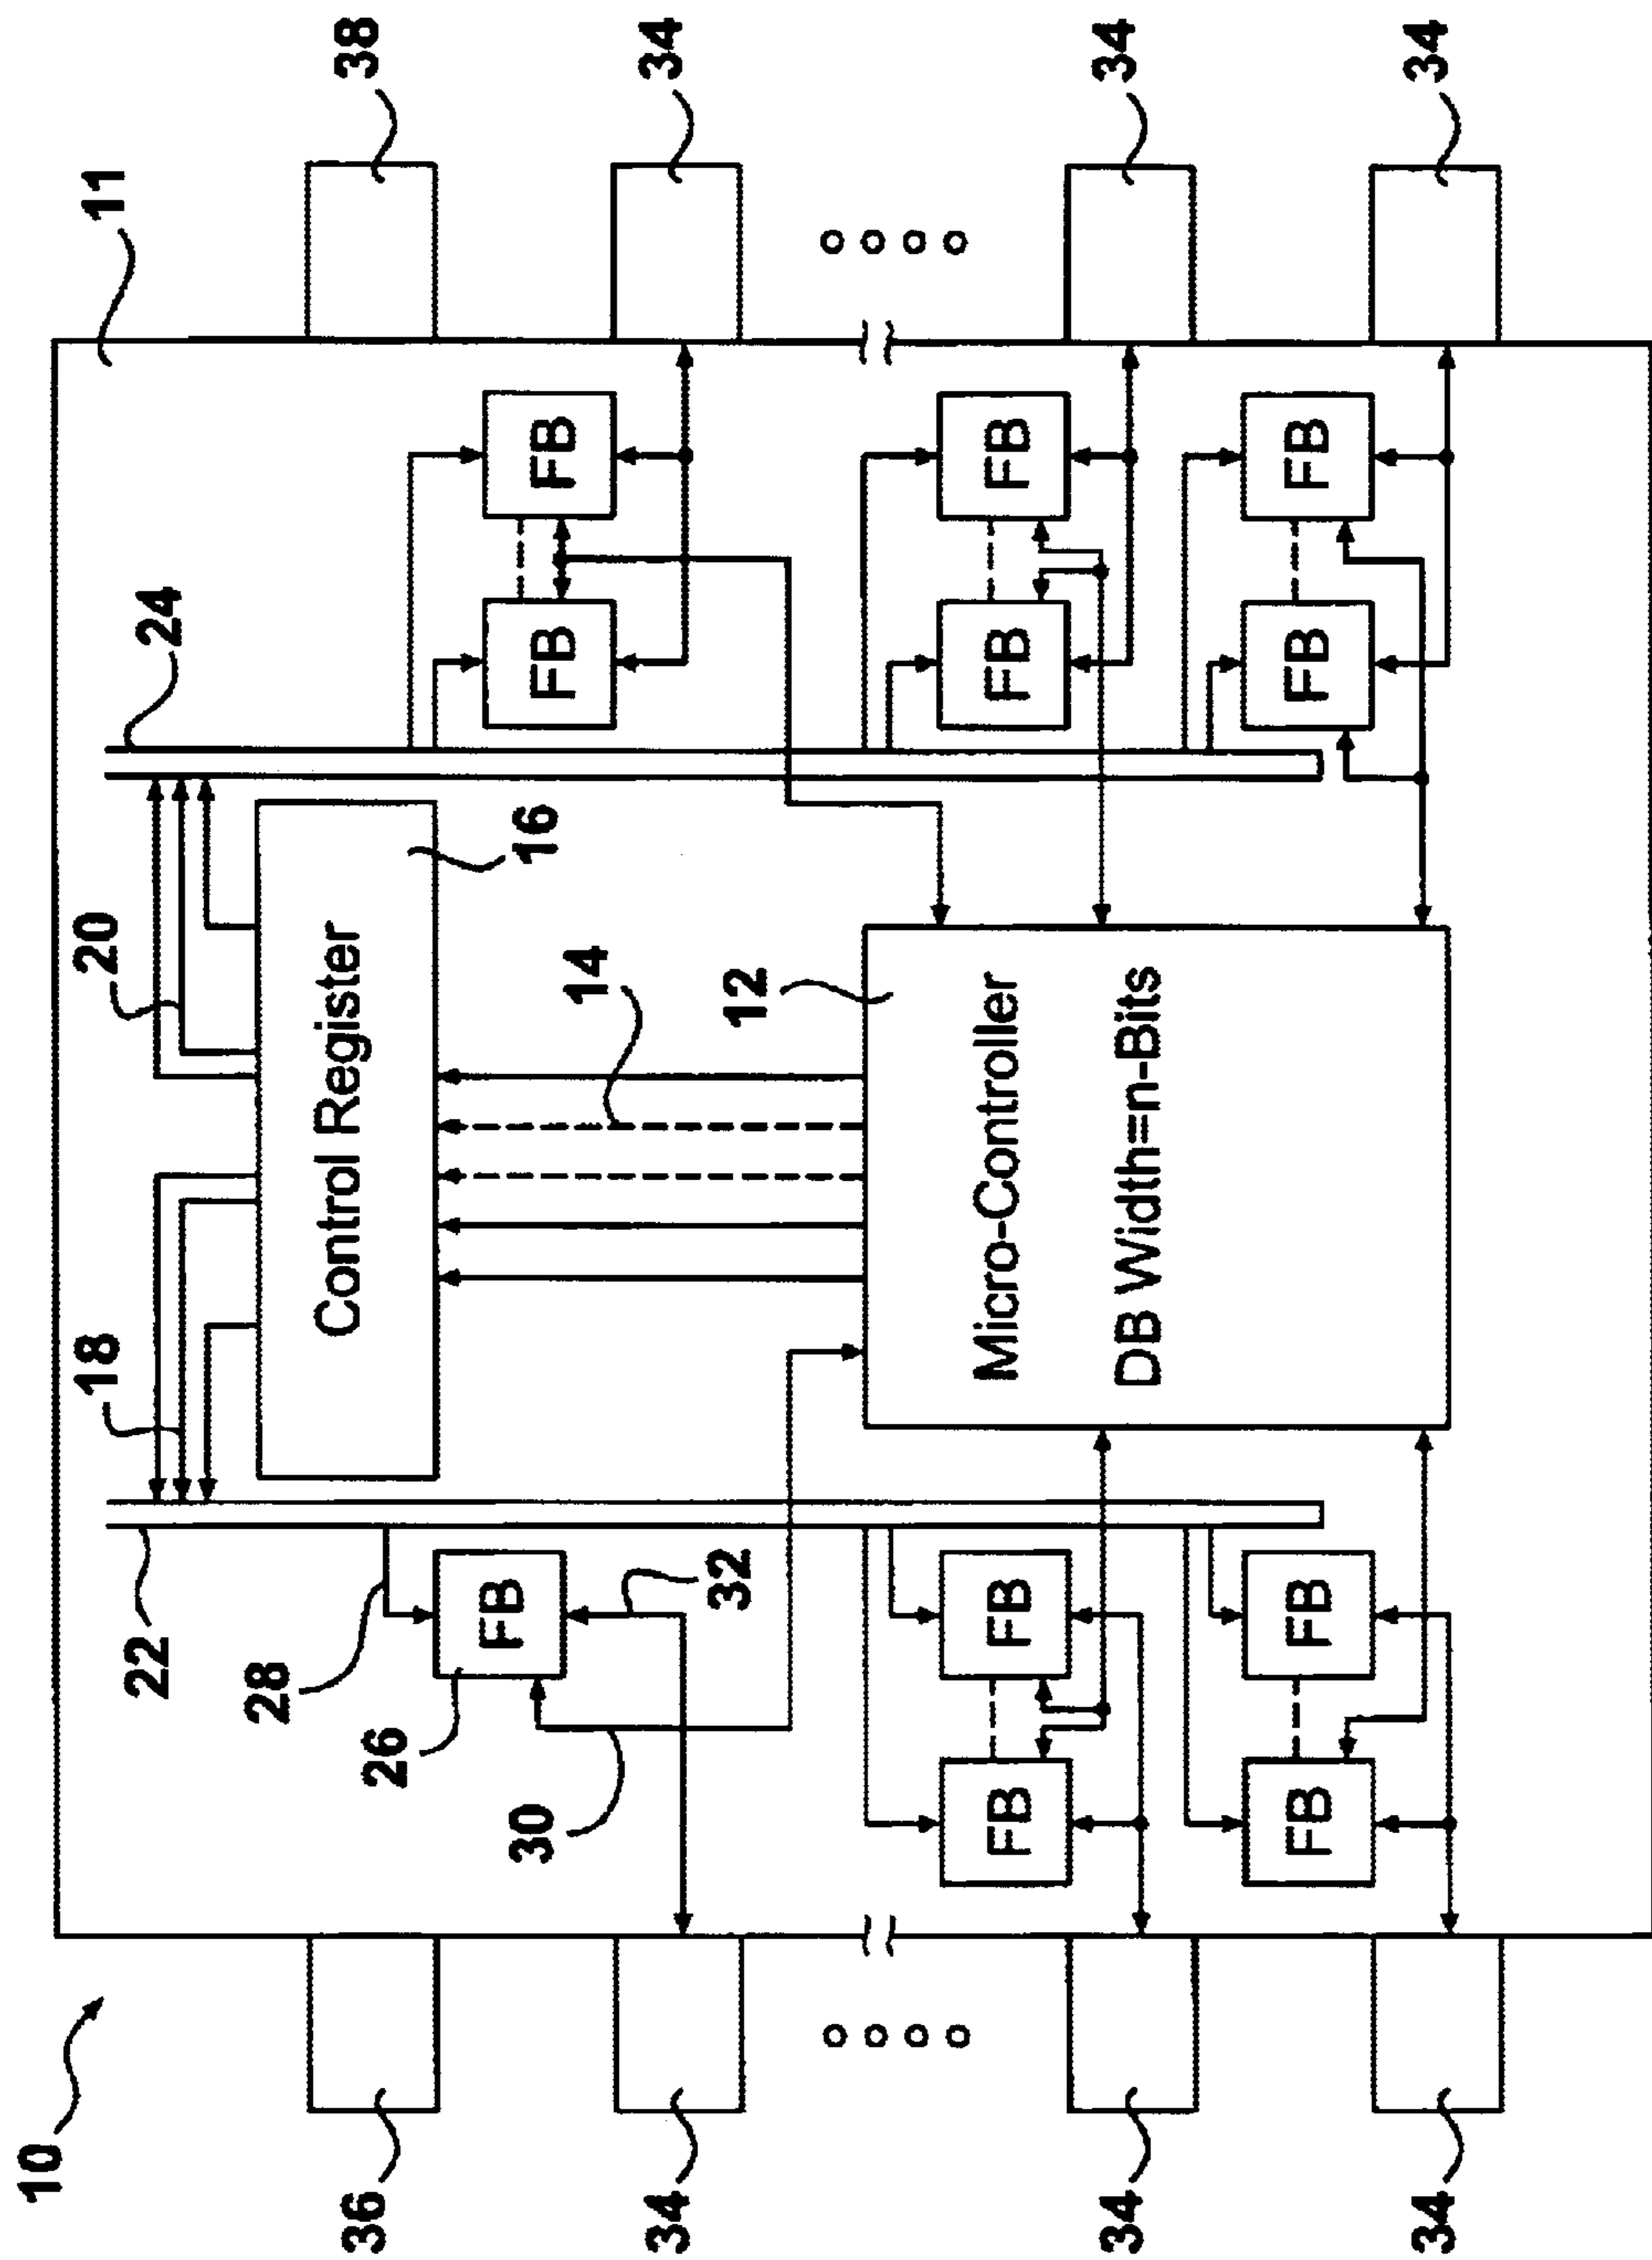 10
18
20
11
22
24
28
Control Register
36
38
26
FB
30
16
FB
FB
14
34
34
32
12
Micro-Controller
FB
FB
FB
FB
34
34
DB Width=n-Bits
FB
FB
FB
FB
34
34